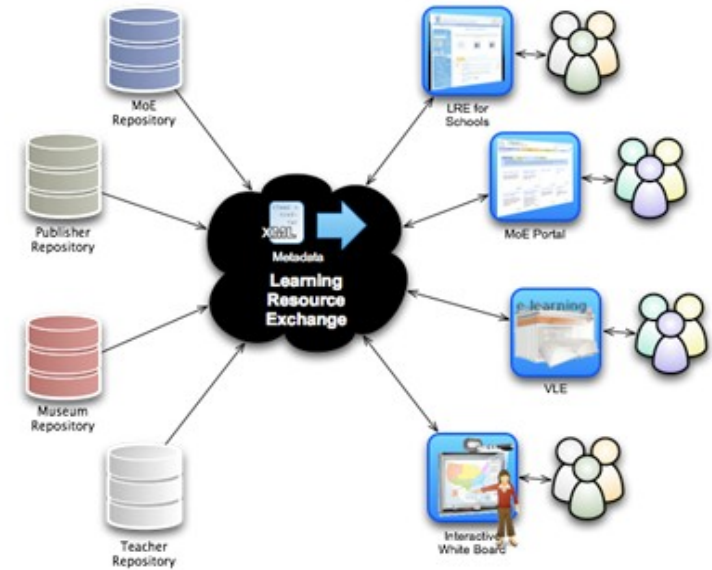 MoE
Repository
Publisher
Repository
Museum
Repository
Teacher
Repository
XML
Metadata
Learning
Resource
Exchange
LRE for
Schools
MoE Portal
e-learning
VLE
Interactive
White Board